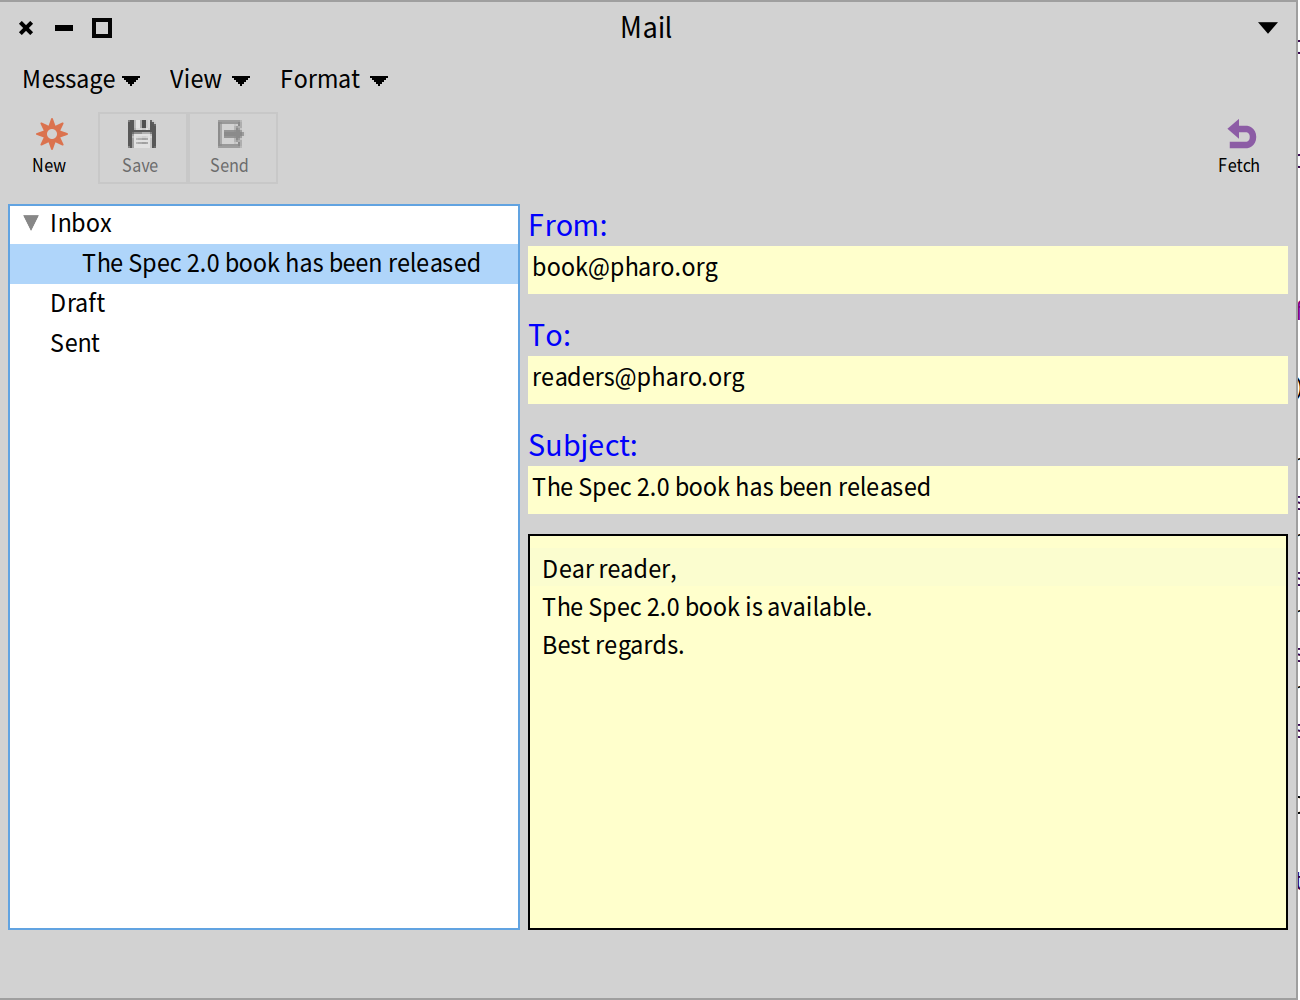 Mail
Message View Format
New Save Send Fetch
Inbox
The Spec 2.0 book has been released
Draft
Sent
From:
book@pharo.org
To:
readers@pharo.org
Subject:
The Spec 2.0 book has been released
Dear reader,
The Spec 2.0 book is available.
Best regards.